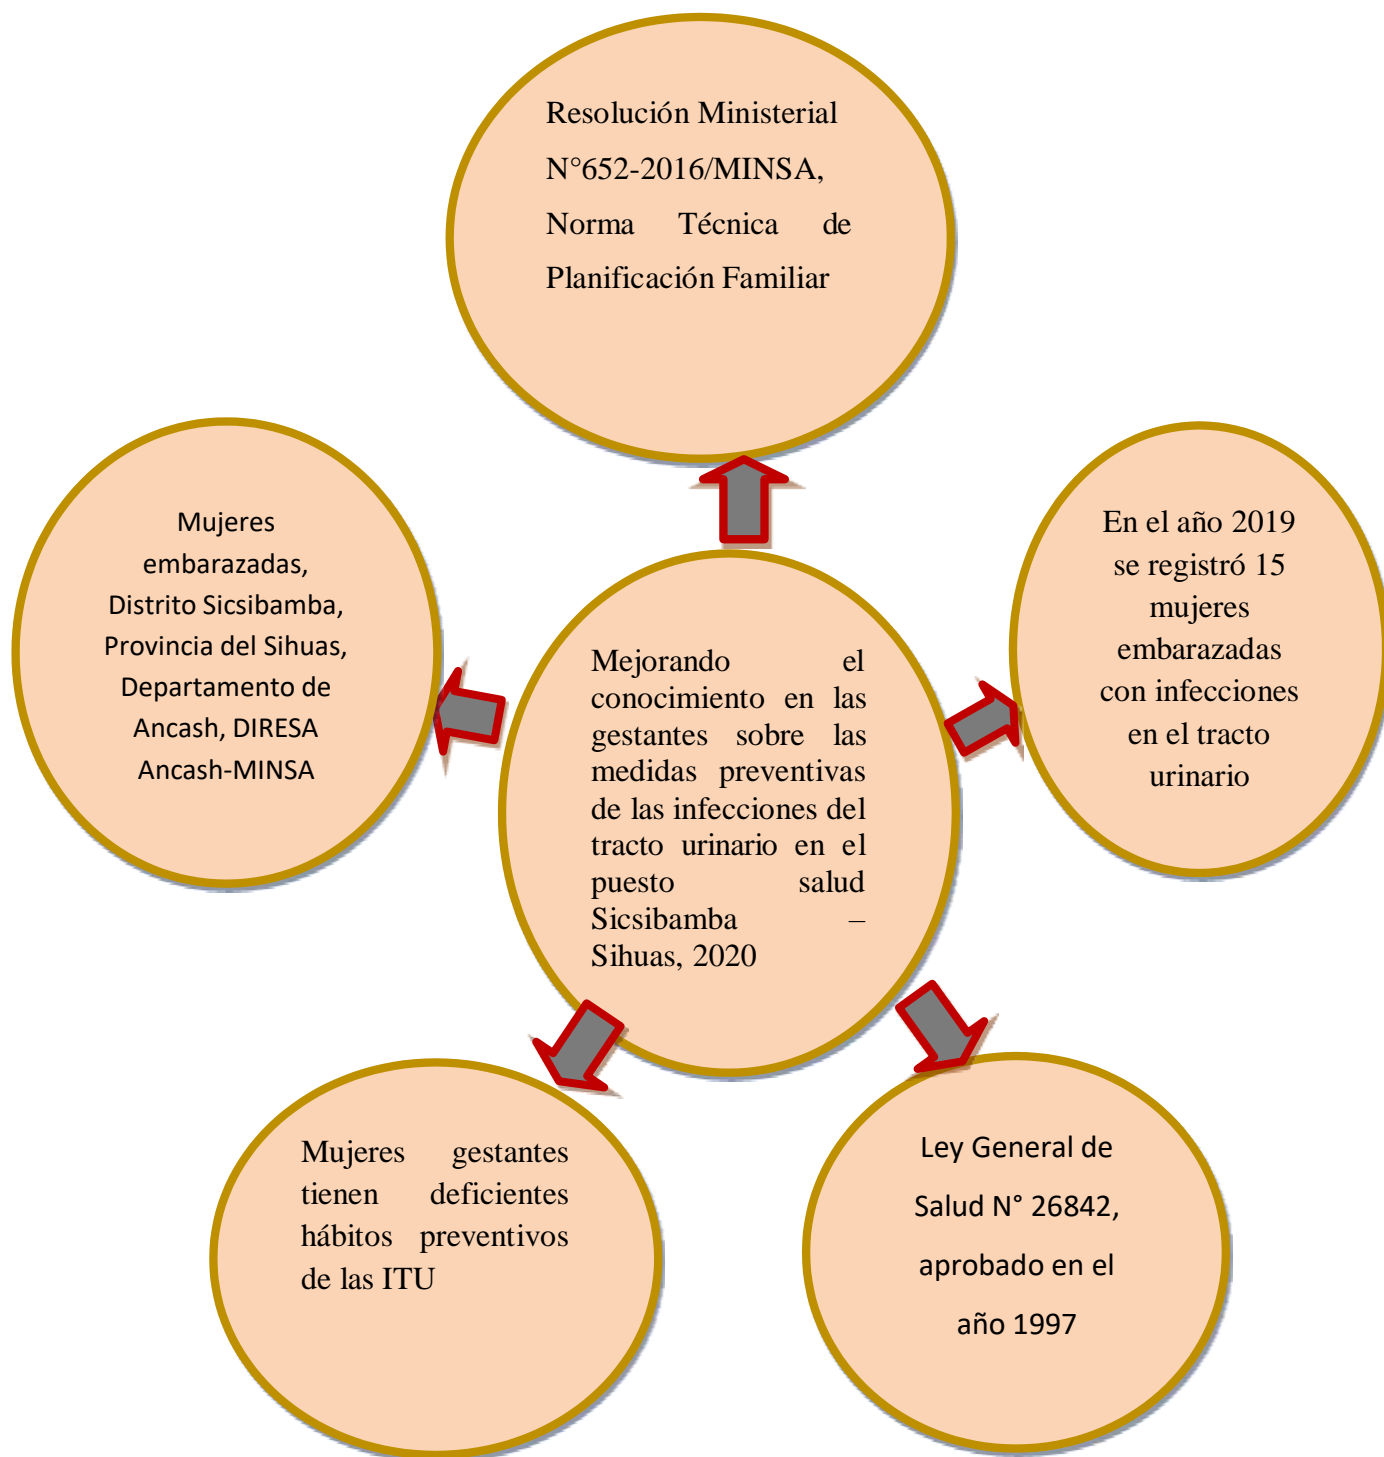 Resolución Ministerial
N°652-2016/MINSA,
Norma Técnica de
Planificación Familiar
Mujeres
embarazadas,
Distrito Sicsibamba,
Provincia del Sihuas,
Departamento de
Ancash, DIRESA
Ancash-MINSA
En el año 2019
se registró 15
mujeres
embarazadas
con infecciones
en el tracto
urinario
Mejorando el
conocimiento en las
gestantes sobre las
medidas preventivas
de las infecciones del
tracto urinario en el
puesto salud
Sicsibamba –
Sihuas, 2020
Mujeres gestantes
tienen deficientes
hábitos preventivos
de las ITU
Ley General de
Salud N° 26842,
aprobado en el
año 1997